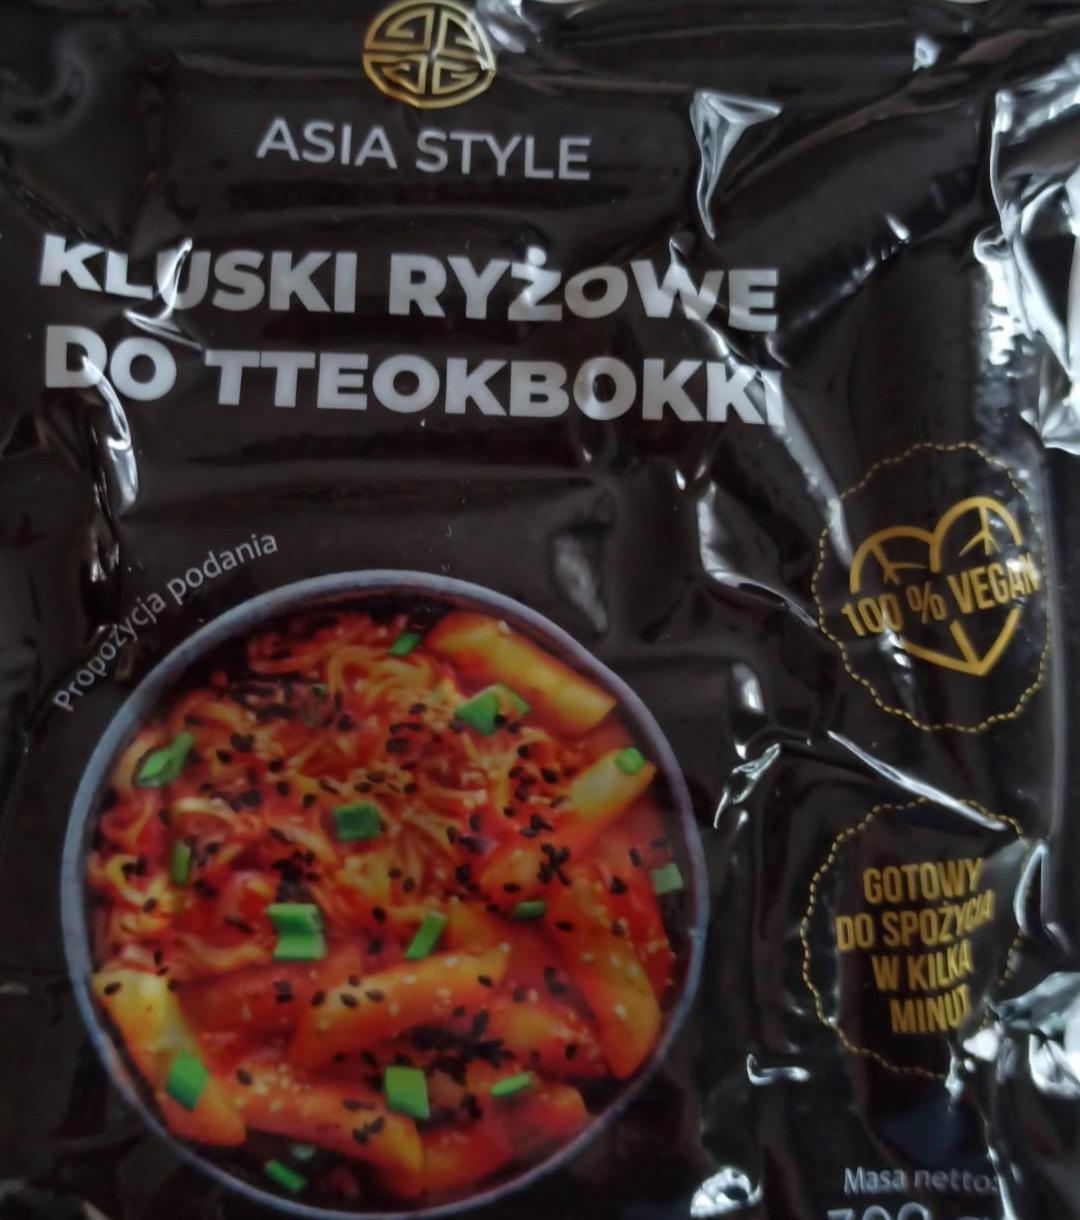 ASIA STYLE
KLUSKI RYŻOWE
DO TTEOKBOKKI
Propozycja podania
100 % VEGAN
GOTOWY
DO SPOŻYCIA
W KILKA
MINUT
Masa netto: